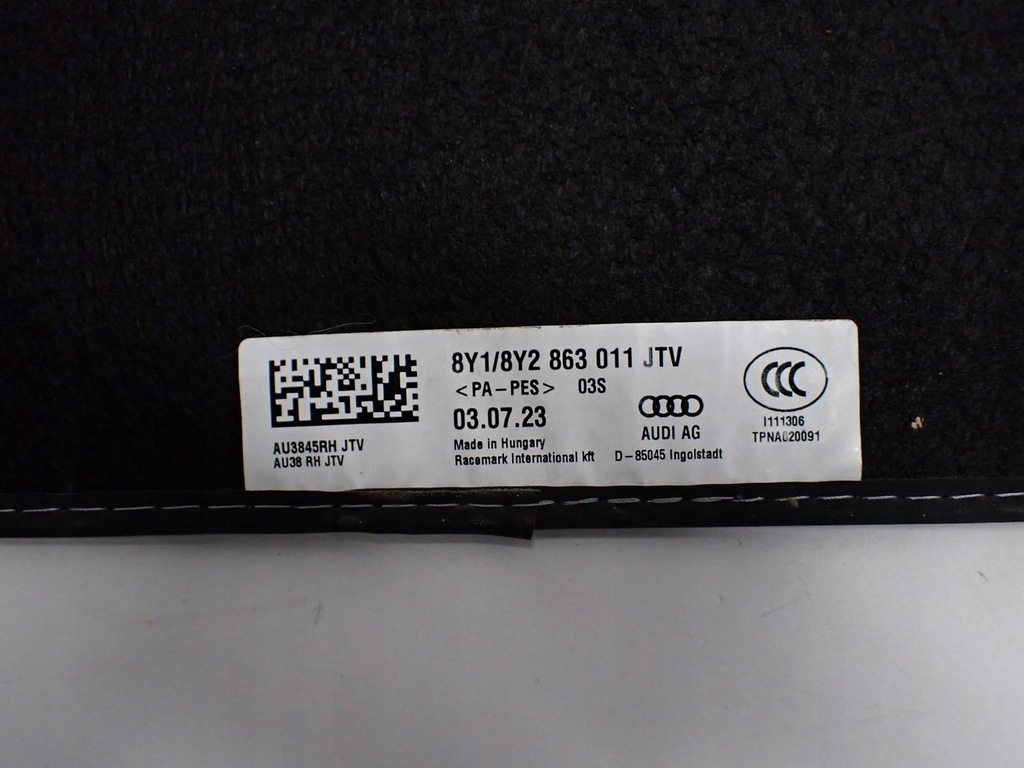 8Y1/8Y2 863 011 JTV
<PA-PES> 03S
03.07.23
Made in Hungary
Racemark International kft D-85045 Ingolstadt
AUDI AG
AU3845RH JTV
AU38 RH JTV
CCC
I111306
TPNA020091